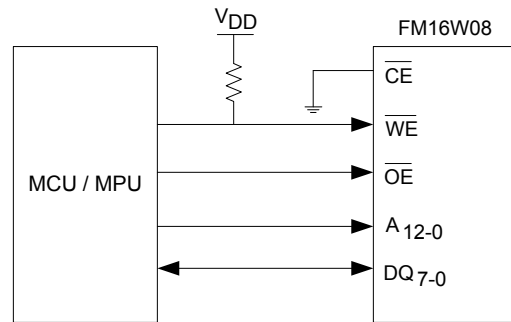 VDD
FM16W08
CE
WE
MCU / MPU
OE
A 12-0
DQ 7-0